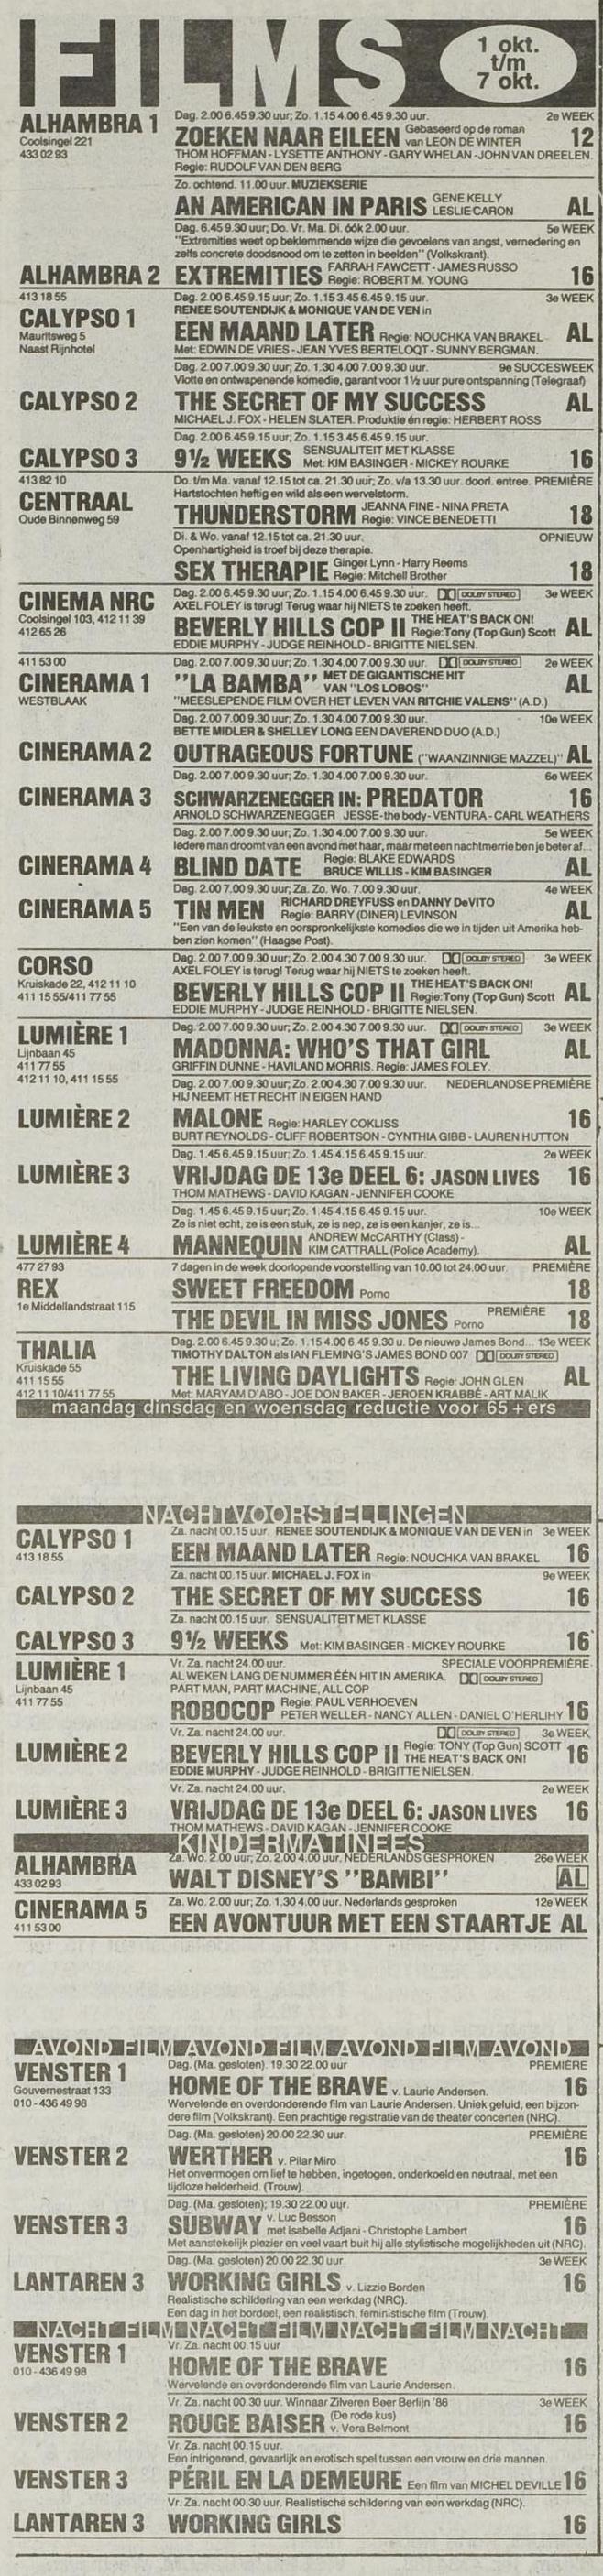 FILMS
1 okt.
t/m
7 okt.
ALHAMBRA 1
Coolsingel 221
433 02 93
Dag. 2.00 6.45 9.30 uur; Zo. 1.15 4.00 6.45 9.30 uur. 2e WEEK
ZOEKEN NAAR EILEEN Gebaseerd op de roman van LEON DE WINTER 12
THOM HOFFMAN - LYSETTE ANTHONY - GARY WHELAN - JOHN VAN DREELEN.
Regie: RUDOLF VAN DEN BERG
Zo. ochtend. 11.00 uur. MUZIEKSERIE
AN AMERICAN IN PARIS GENE KELLY LESLIE CARON AL
Dag. 6.45 9.30 uur; Do. Vr. Ma. Di. óók 2.00 uur. 5e WEEK
"Extremities weet op beklemmende wijze die gevoelens van angst, vernedering en
zelfs concrete doodsnood om te zetten in beelden" (Volkskrant).
ALHAMBRA 2 EXTREMITIES FARRAH FAWCETT - JAMES RUSSO Regie: ROBERT M. YOUNG 16
413 18 55
CALYPSO 1
Mauritsweg 5
Naast Rijnhotel
Dag. 2.00 6.45 9.15 uur; Zo. 1.15 3.45 6.45 9.15 uur. 3e WEEK
RENEE SOUTENDIJK & MONIQUE VAN DE VEN in
EEN MAAND LATER Regie: NOUCHKA VAN BRAKEL AL
Met: EDWIN DE VRIES - JEAN YVES BERTELOQT - SUNNY BERGMAN.
Dag. 2.00 7.00 9.30 uur; Zo. 1.30 4.00 7.00 9.30 uur. 9e SUCCESWEEK
Vlotte en ontwapenende komedie, garant voor 1½ uur pure ontspanning (Telegraaf)
CALYPSO 2 THE SECRET OF MY SUCCESS AL
MICHAEL J. FOX - HELEN SLATER. Produktie én regie: HERBERT ROSS
Dag. 2.00 6.45 9.15 uur; Zo. 1.15 3.45 6.45 9.15 uur.
CALYPSO 3 9½ WEEKS SENSUALITEIT MET KLASSE Met: KIM BASINGER - MICKEY ROURKE 16
413 82 10
CENTRAAL
Oude Binnenweg 59
Do. t/m Ma. vanaf 12.15 tot ca. 21.30 uur; Zo. v/a 13.30 uur. doorl. entree. PREMIÈRE
Hartstochten heftig en wild als een wervelstorm.
THUNDERSTORM JEANNA FINE - NINA PRETA Regie: VINCE BENEDETTI 18
Di. & Wo. vanaf 12.15 tot ca. 21.30 uur. OPNIEUW
Openhartigheid is troef bij deze therapie.
SEX THERAPIE Ginger Lynn - Harry Reems Regie: Mitchell Brother 18
CINEMA NRC
Coolsingel 103, 412 11 39
412 65 26
Dag. 2.00 6.45 9.30 uur; Zo. 1.15 4.00 6.45 9.30 uur. DOLBY STEREO 3e WEEK
AXEL FOLEY is terug! Terug waar hij NIETS te zoeken heeft.
BEVERLY HILLS COP II THE HEAT'S BACK ON! Regie: Tony (Top Gun) Scott AL
EDDIE MURPHY - JUDGE REINHOLD - BRIGITTE NIELSEN.
411 53 00
CINERAMA 1
WESTBLAAK
Dag. 2.00 7.00 9.30 uur; Zo. 1.30 4.00 7.00 9.30 uur. DOLBY STEREO 2e WEEK
"LA BAMBA" MET DE GIGANTISCHE HIT VAN "LOS LOBOS" AL
"MEESLEPENDE FILM OVER HET LEVEN VAN RITCHIE VALENS" (A.D.)
Dag. 2.00 7.00 9.30 uur; Zo. 1.30 4.00 7.00 9.30 uur. 10e WEEK
BETTE MIDLER & SHELLEY LONG EEN DAVEREND DUO (A.D.)
CINERAMA 2 OUTRAGEOUS FORTUNE ("WAANZINNIGE MAZZEL)" AL
Dag. 2.00 7.00 9.30 uur; Zo. 1.30 4.00 7.00 9.30 uur. 6e WEEK
CINERAMA 3 SCHWARZENEGGER IN: PREDATOR 16
ARNOLD SCHWARZENEGGER JESSE-the body-VENTURA - CARL WEATHERS
Dag. 2.00 7.00 9.30 uur; Zo. 1.30 4.00 7.00 9.30 uur. 5e WEEK
Iedere man droomt van een avond met haar, maar met een nachtmerrie ben je beter af...
CINERAMA 4 BLIND DATE Regie: BLAKE EDWARDS BRUCE WILLIS - KIM BASINGER AL
Dag. 2.00 7.00 9.30 uur; Za. Zo. Wo. 7.00 9.30 uur. 4e WEEK
CINERAMA 5 TIN MEN RICHARD DREYFUSS en DANNY DeVITO Regie: BARRY (DINER) LEVINSON AL
"Een van de leukste en oorspronkelijkste komedies die we in tijden uit Amerika heb-
ben zien komen" (Haagse Post).
CORSO
Kruiskade 22, 412 11 10
411 15 55/411 77 55
Dag. 2.00 7.00 9.30 uur; Zo. 2.00 4.30 7.00 9.30 uur. DOLBY STEREO 3e WEEK
AXEL FOLEY is terug! Terug waar hij NIETS te zoeken heeft.
BEVERLY HILLS COP II THE HEAT'S BACK ON! Regie: Tony (Top Gun) Scott AL
EDDIE MURPHY - JUDGE REINHOLD - BRIGITTE NIELSEN.
LUMIÈRE 1
Lijnbaan 45
411 77 55
412 11 10, 411 15 55
Dag. 2.00 7.00 9.30 uur; Zo. 2.00 4.30 7.00 9.30 uur. DOLBY STEREO 3e WEEK
MADONNA: WHO'S THAT GIRL AL
GRIFFIN DUNNE - HAVILAND MORRIS. Regie: JAMES FOLEY.
Dag. 2.00 7.00 9.30 uur; Zo. 2.00 4.30 7.00 9.30 uur. NEDERLANDSE PREMIÈRE
HIJ NEEMT HET RECHT IN EIGEN HAND
LUMIÈRE 2 MALONE Regie: HARLEY COKLISS 16
BURT REYNOLDS - CLIFF ROBERTSON - CYNTHIA GIBB - LAUREN HUTTON
Dag. 1.45 6.45 9.15 uur; Zo. 1.45 4.15 6.45 9.15 uur. 2e WEEK
LUMIÈRE 3 VRIJDAG DE 13e DEEL 6: JASON LIVES 16
THOM MATHEWS - DAVID KAGAN - JENNIFER COOKE
Dag. 1.45 6.45 9.15 uur; Zo. 1.45 4.15 6.45 9.15 uur. 10e WEEK
Ze is niet echt, ze is een stuk, ze is nep, ze is een kanjer, ze is...
LUMIÈRE 4 MANNEQUIN ANDREW McCARTHY (Class) - KIM CATTRALL (Police Academy). AL
477 27 93
REX
1e Middellandstraat 115
7 dagen in de week doorlopende voorstelling van 10.00 tot 24.00 uur. PREMIÈRE
SWEET FREEDOM Porno 18
THE DEVIL IN MISS JONES Porno PREMIÈRE 18
THALIA
Kruiskade 55
411 15 55
412 11 10/411 77 55
Dag. 2.00 6.45 9.30 u; Zo. 1.15 4.00 6.45 9.30 u. De nieuwe James Bond... 13e WEEK
TIMOTHY DALTON als IAN FLEMING'S JAMES BOND 007 DOLBY STEREO
THE LIVING DAYLIGHTS Regie: JOHN GLEN AL
Met: MARYAM D'ABO - JOE DON BAKER - JEROEN KRABBÉ - ART MALIK
maandag dinsdag en woensdag reductie voor 65+ers
NACHTVOORSTELLINGEN
CALYPSO 1
413 18 55
Za. nacht 00.15 uur. RENEE SOUTENDIJK & MONIQUE VAN DE VEN in 3e WEEK
EEN MAAND LATER Regie: NOUCHKA VAN BRAKEL 16
Za. nacht 00.15 uur. MICHAEL J. FOX in 9e WEEK
CALYPSO 2 THE SECRET OF MY SUCCESS 16
Za. nacht 00.15 uur. SENSUALITEIT MET KLASSE
CALYPSO 3 9½ WEEKS Met: KIM BASINGER - MICKEY ROURKE 16
LUMIÈRE 1
Lijnbaan 45
411 77 55
Vr. Za. nacht 24.00 uur. SPECIALE VOORPREMIÈRE
AL WEKEN LANG DE NUMMER ÉÉN HIT IN AMERIKA. DOLBY STEREO
PART MAN, PART MACHINE, ALL COP
ROBOCOP Regie: PAUL VERHOEVEN PETER WELLER - NANCY ALLEN - DANIEL O'HERLIHY 16
Vr. Za. nacht 24.00 uur. DOLBY STEREO 3e WEEK
LUMIÈRE 2 BEVERLY HILLS COP II Regie: TONY (Top Gun) SCOTT THE HEAT'S BACK ON! 16
EDDIE MURPHY - JUDGE REINHOLD - BRIGITTE NIELSEN.
Vr. Za. nacht 24.00 uur. 2e WEEK
LUMIÈRE 3 VRIJDAG DE 13e DEEL 6: JASON LIVES 16
THOM MATHEWS - DAVID KAGAN - JENNIFER COOKE
KINDERMATINEES
ALHAMBRA
433 02 93
Za. Wo. 2.00 uur; Zo. 2.00 4.00 uur. NEDERLANDS GESPROKEN 26e WEEK
WALT DISNEY'S "BAMBI" AL
CINERAMA 5
411 53 00
Za. Wo. 2.00 uur; Zo. 1.30 4.00 uur. Nederlands gesproken 12e WEEK
EEN AVONTUUR MET EEN STAARTJE AL
AVOND FILM AVOND FILM AVOND FILM AVOND
VENSTER 1
Gouvernestraat 133
010 - 436 49 98
Dag. (Ma. gesloten). 19.30 22.00 uur PREMIÈRE
HOME OF THE BRAVE v. Laurie Andersen. 16
Wervelende en overdonderende film van Laurie Andersen. Uniek geluid, een bijzon-
dere film (Volkskrant). Een prachtige registratie van de theater concerten (NRC).
Dag. (Ma. gesloten) 20.00 22.30 uur. PREMIÈRE
VENSTER 2 WERTHER v. Pilar Miro 16
Het onvermogen om lief te hebben, ingetogen, onderkoeld en neutraal, met een
tijdloze helderheid. (Trouw).
Dag. (Ma. gesloten); 19.30 22.00 uur. PREMIÈRE
VENSTER 3 SUBWAY v. Luc Besson met Isabelle Adjani - Christophe Lambert 16
Met aanstekelijk plezier en veel vaart buit hij alle stylistische mogelijkheden uit (NRC).
Dag. (Ma. gesloten) 20.00 22.30 uur 3e WEEK
LANTAREN 3 WORKING GIRLS v. Lizzie Borden 16
Realistische schildering van een werkdag (NRC).
Een dag in het bordeel, een realistisch, feministische film (Trouw).
NACHT FILM NACHT FILM NACHT FILM NACHT
VENSTER 1
010 - 436 49 98
Vr. Za. nacht 00.15 uur
HOME OF THE BRAVE 16
Wervelende en overdonderende film van Laurie Andersen.
Vr. Za. nacht 00.30 uur. Winnaar Zilveren Beer Berlijn '86 3e WEEK
VENSTER 2 ROUGE BAISER (De rode kus) v. Vera Belmont 16
Vr. Za. nacht 00.15 uur.
Een intrigerend, gevaarlijk en erotisch spel tussen een vrouw en drie mannen.
VENSTER 3 PÉRIL EN LA DEMEURE Een film van MICHEL DEVILLE 16
Vr. Za. nacht 00.30 uur. Realistische schildering van een werkdag (NRC).
LANTAREN 3 WORKING GIRLS 16